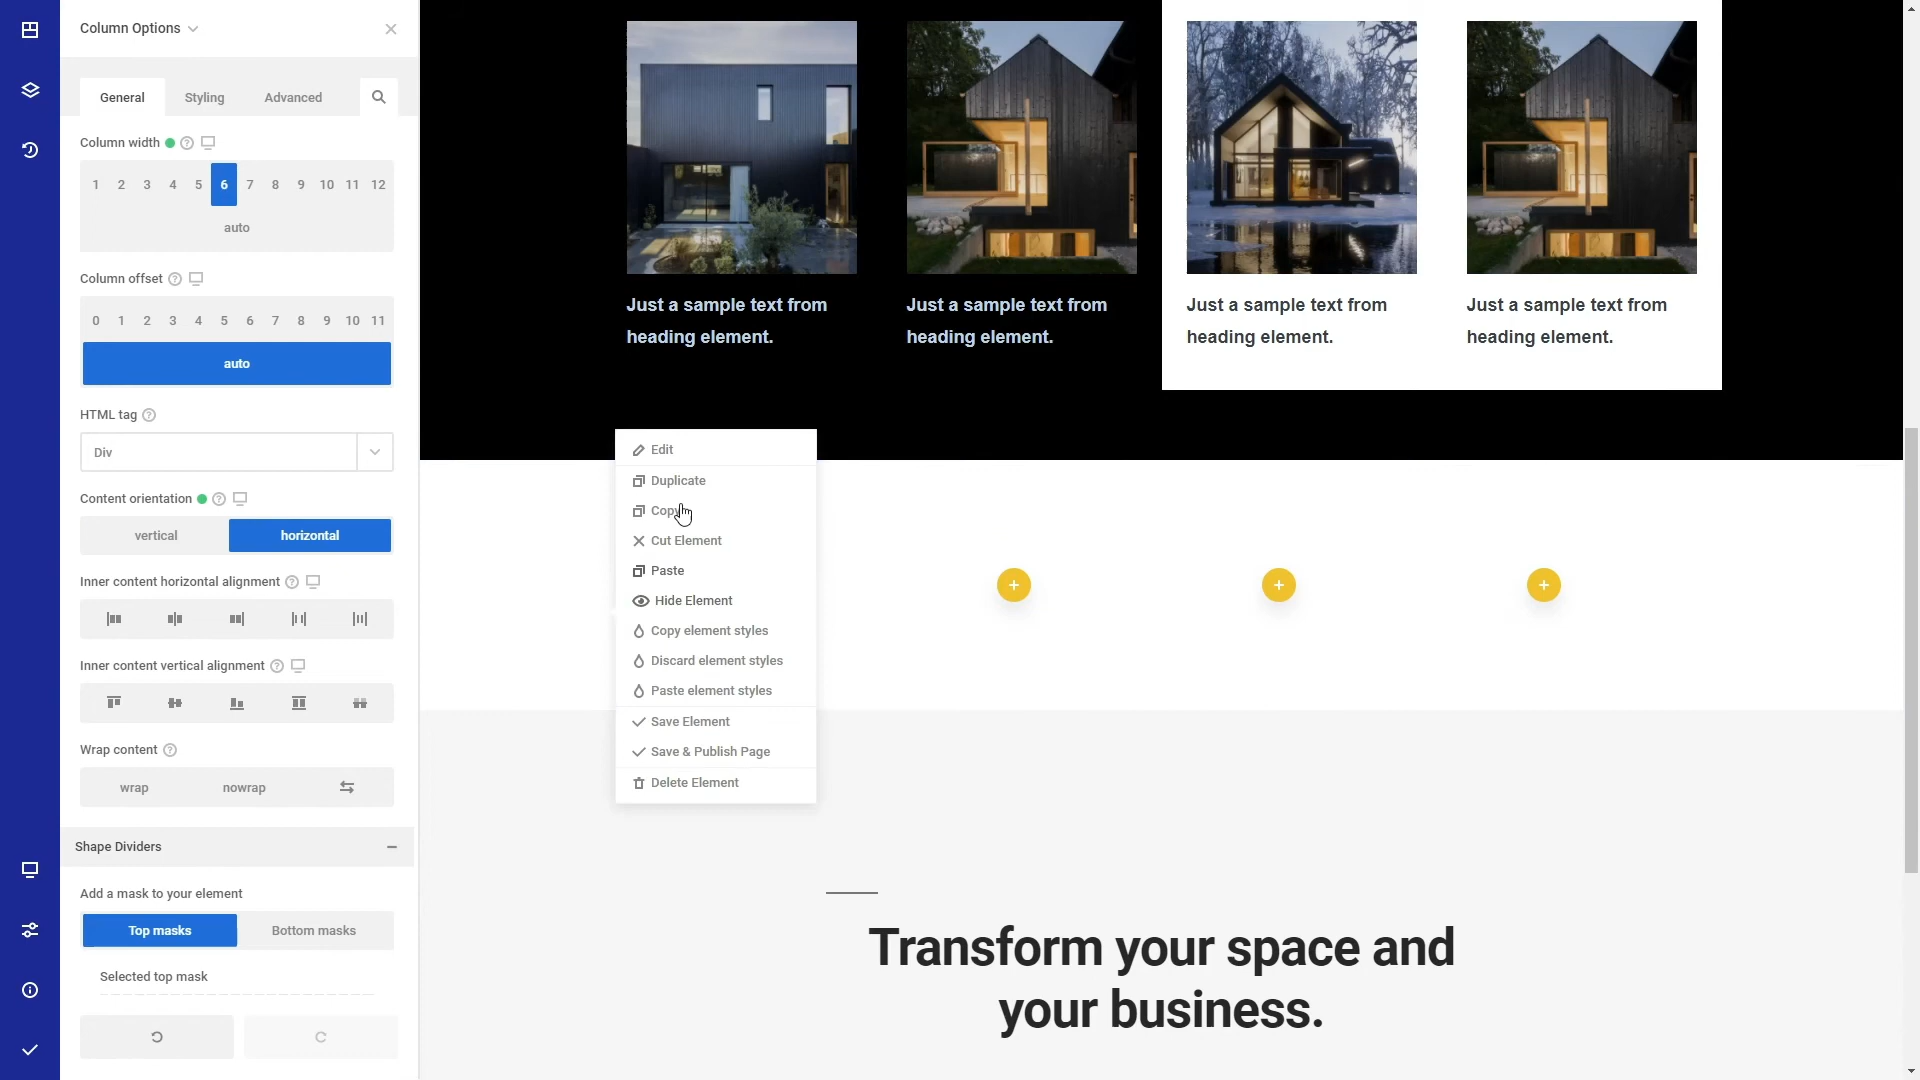 Column Options
General Styling Advanced
Column width
1 2 3 4 5 6 7 8 9 10 11 12
auto
Column offset
0 1 2 3 4 5 6 7 8 9 10 11
auto
HTML tag
Div
Content orientation
vertical horizontal
Inner content horizontal alignment
Inner content vertical alignment
Wrap content
wrap nowrap
Shape Dividers
Add a mask to your element
Top masks Bottom masks
Selected top mask
Just a sample text from
heading element.
Just a sample text from
heading element.
Just a sample text from
heading element.
Just a sample text from
heading element.
Edit
Duplicate
Copy
Cut Element
Paste
Hide Element
Copy element styles
Discard element styles
Paste element styles
Save Element
Save & Publish Page
Delete Element
Transform your space and
your business.